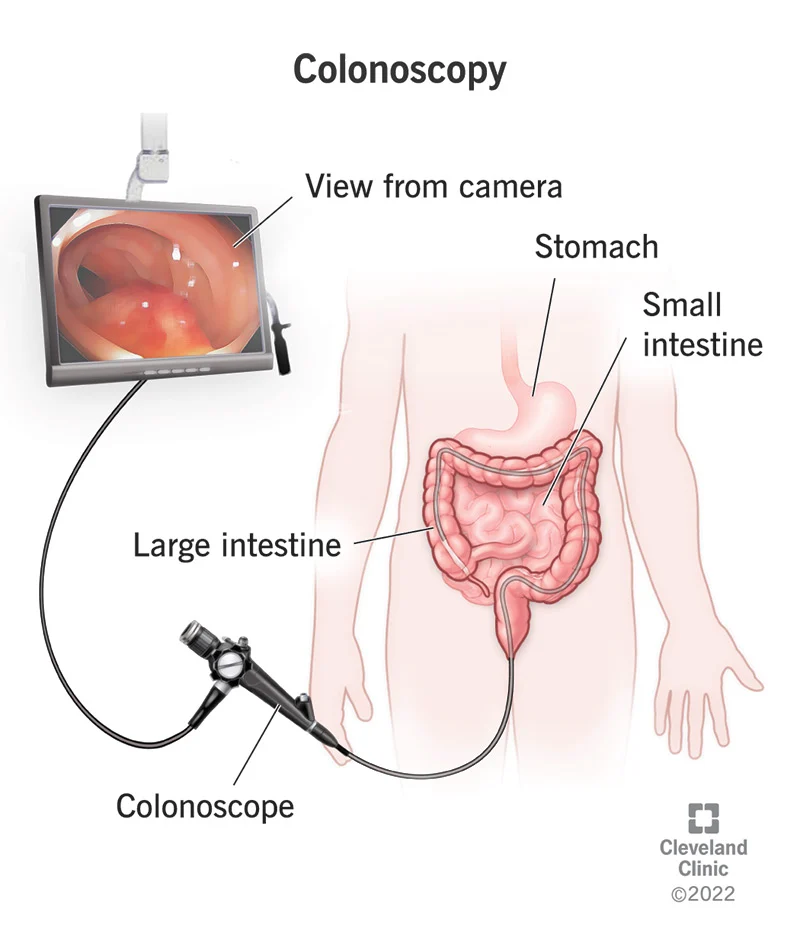 Colonoscopy
View from camera
Stomach
Small
intestine
Large intestine
Colonoscope
Cleveland
Clinic
©2022